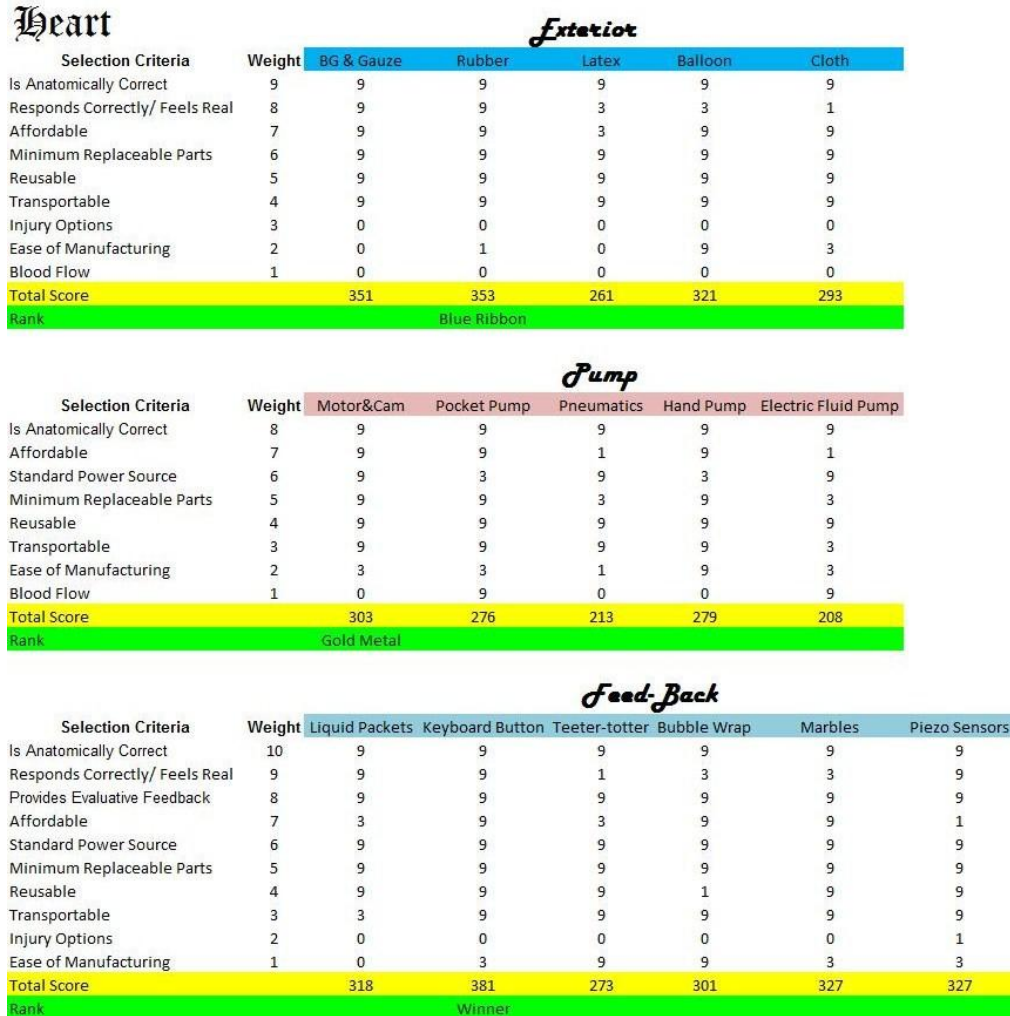 Heart
Exterior
Selection Criteria Weight BG & Gauze Rubber Latex Balloon Cloth
Is Anatomically Correct 9 9 9 9 9 9
Responds Correctly/ Feels Real 8 9 9 3 3 1
Affordable 7 9 9 3 9 9
Minimum Replaceable Parts 6 9 9 9 9 9
Reusable 5 9 9 9 9 9
Transportable 4 9 9 9 9 9
Injury Options 3 0 0 0 0 0
Ease of Manufacturing 2 0 1 0 9 3
Blood Flow 1 0 0 0 0 0
Total Score 351 353 261 321 293
Rank Blue Ribbon
Pump
Selection Criteria Weight Motor&Cam Pocket Pump Pneumatics Hand Pump Electric Fluid Pump
Is Anatomically Correct 8 9 9 9 9 9
Affordable 7 9 9 1 9 1
Standard Power Source 6 9 3 9 3 9
Minimum Replaceable Parts 5 9 9 3 9 3
Reusable 4 9 9 9 9 9
Transportable 3 9 9 9 9 3
Ease of Manufacturing 2 3 3 1 9 3
Blood Flow 1 0 9 0 0 9
Total Score 303 276 213 279 208
Rank Gold Metal
Feed-Back
Selection Criteria Weight Liquid Packets Keyboard Button Teeter-totter Bubble Wrap Marbles Piezo Sensors
Is Anatomically Correct 10 9 9 9 9 9 9
Responds Correctly/ Feels Real 9 9 9 1 3 3 9
Provides Evaluative Feedback 8 9 9 9 9 9 9
Affordable 7 3 9 3 9 9 1
Standard Power Source 6 9 9 9 9 9 9
Minimum Replaceable Parts 5 9 9 9 9 9 9
Reusable 4 9 9 9 1 9 9
Transportable 3 3 9 9 9 9 9
Injury Options 2 0 0 0 0 0 1
Ease of Manufacturing 1 0 3 9 9 3 3
Total Score 318 381 273 301 327 327
Rank Winner